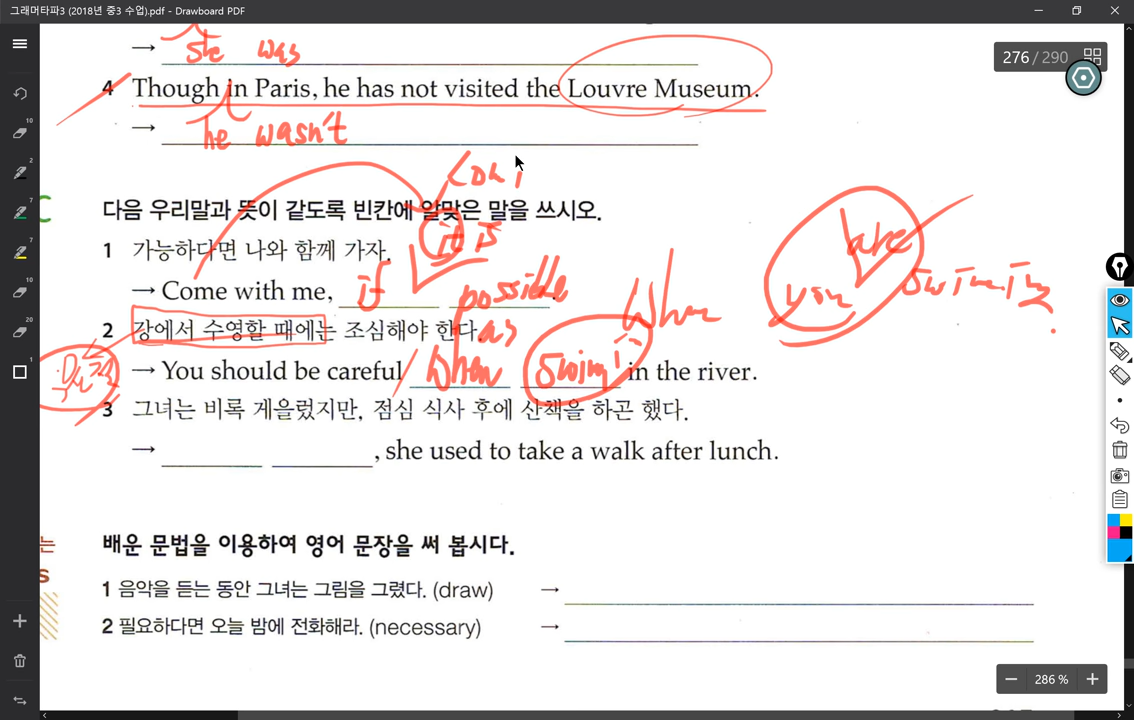 그래머타파3 (2018년 중3 수업).pdf - Drawboard PDF
276 / 290
→ she was
4 Though in Paris, he has not visited the Louvre Museum.
→ he wasn't
다음 우리말과 뜻이 같도록 빈칸에 알맞은 말을 쓰시오.
it is
are
1 가능하다면 나와 함께 가자.
→ Come with me, if possible.
you swimming
When
2 강에서 수영할 때에는 조심해야 한다.
as
→ You should be careful when swimi in the river.
3 그녀는 비록 게을렀지만, 점심 식사 후에 산책을 하곤 했다.
→ , she used to take a walk after lunch.
는
s
배운 문법을 이용하여 영어 문장을 써 봅시다.
1 음악을 듣는 동안 그녀는 그림을 그렸다. (draw) →
2 필요하다면 오늘 밤에 전화해라. (necessary) →
286 %